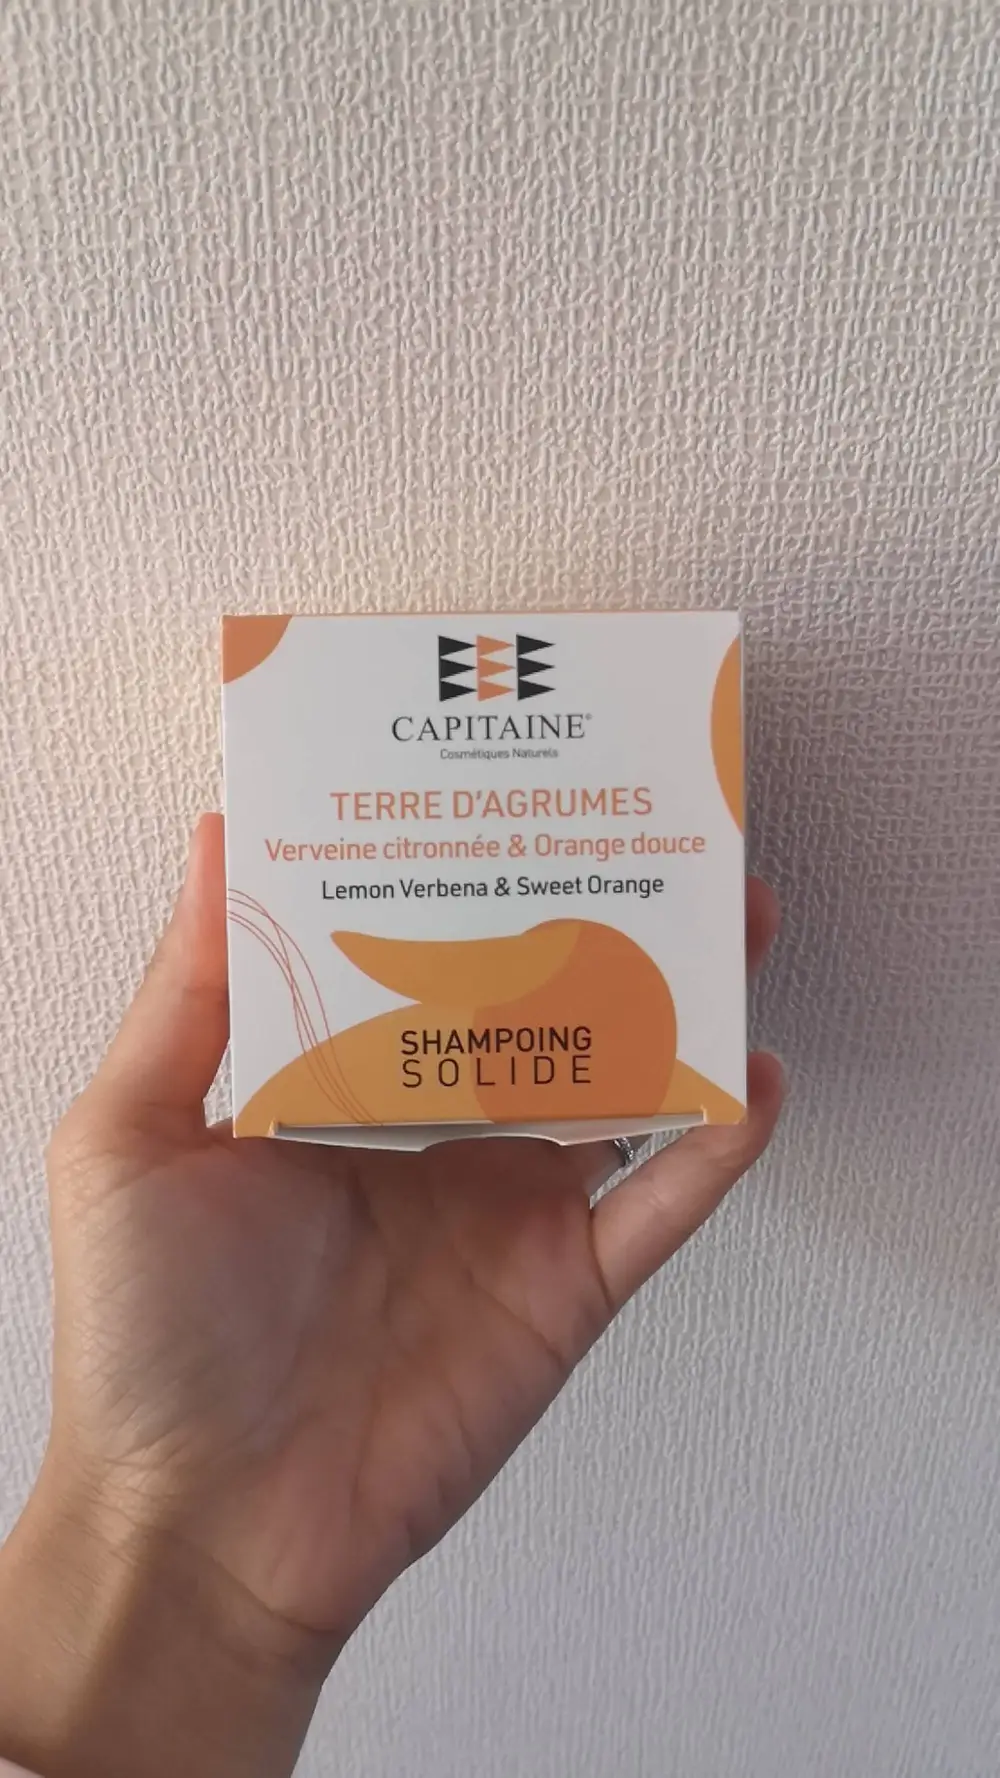 CAPITAINE®
Cosmétiques Naturels
TERRE D'AGRUMES
Verveine citronnée & Orange douce
Lemon Verbena & Sweet Orange
SHAMPOING
SOLIDE